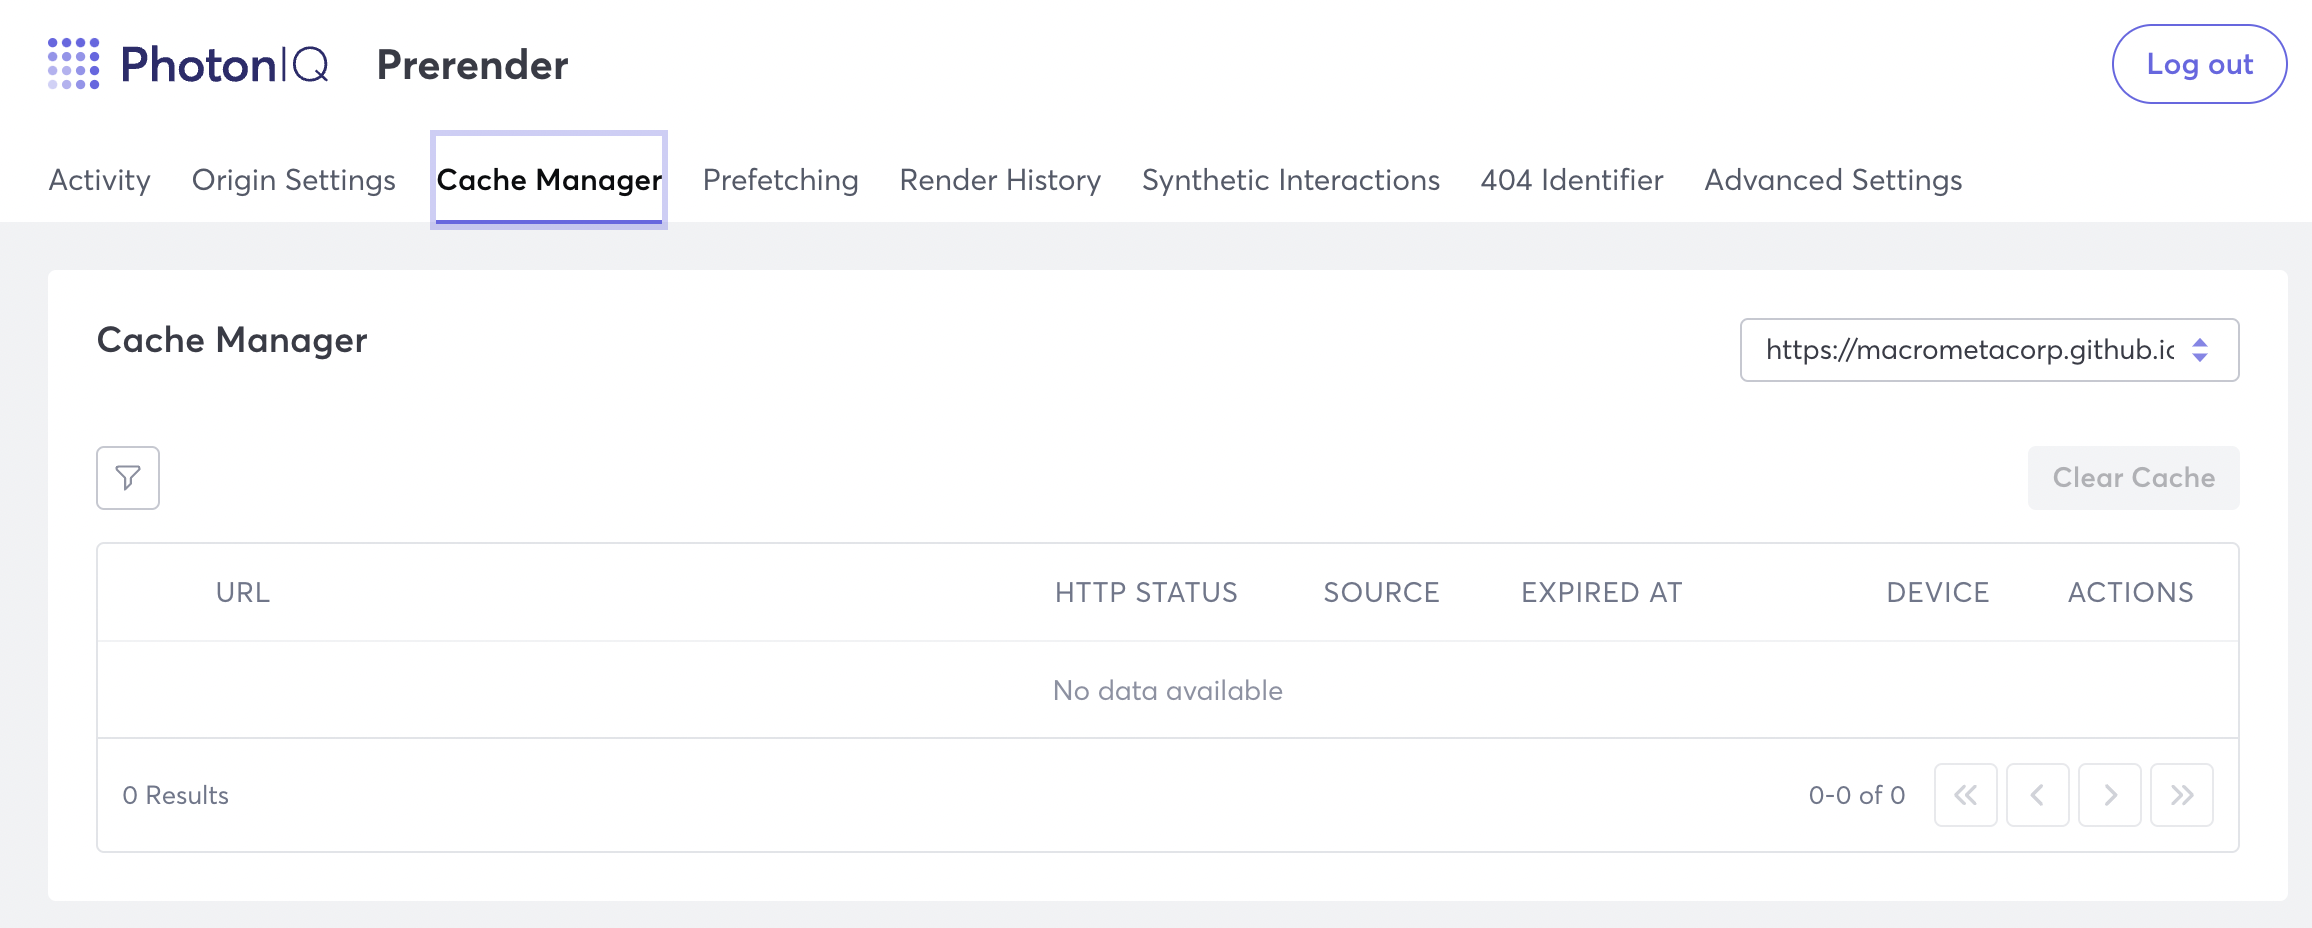 PhotonIQ Prerender Log out
Activity Origin Settings Cache Manager Prefetching Render History Synthetic Interactions 404 Identifier Advanced Settings
Cache Manager https://macrometacorp.github.io
Clear Cache
URL HTTP STATUS SOURCE EXPIRED AT DEVICE ACTIONS
No data available
0 Results 0-0 of 0